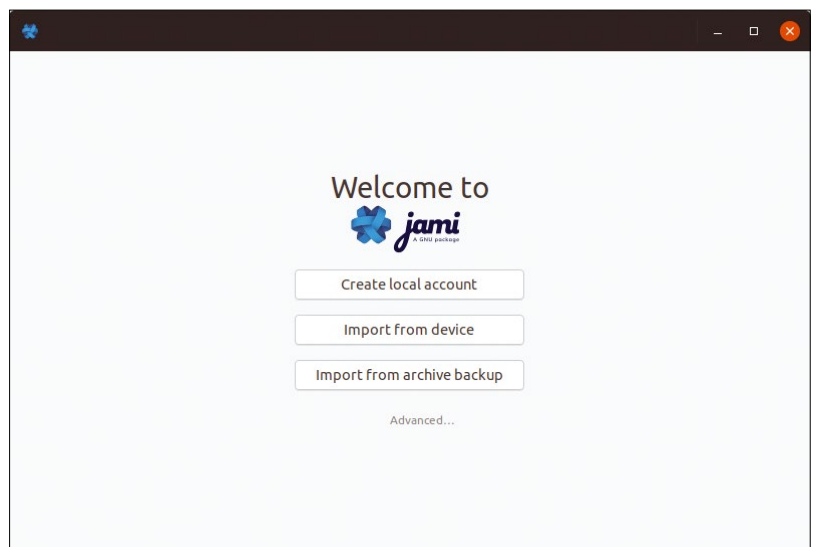 Welcome to
jami
A GNU package
Create local account
Import from device
Import from archive backup
Advanced...